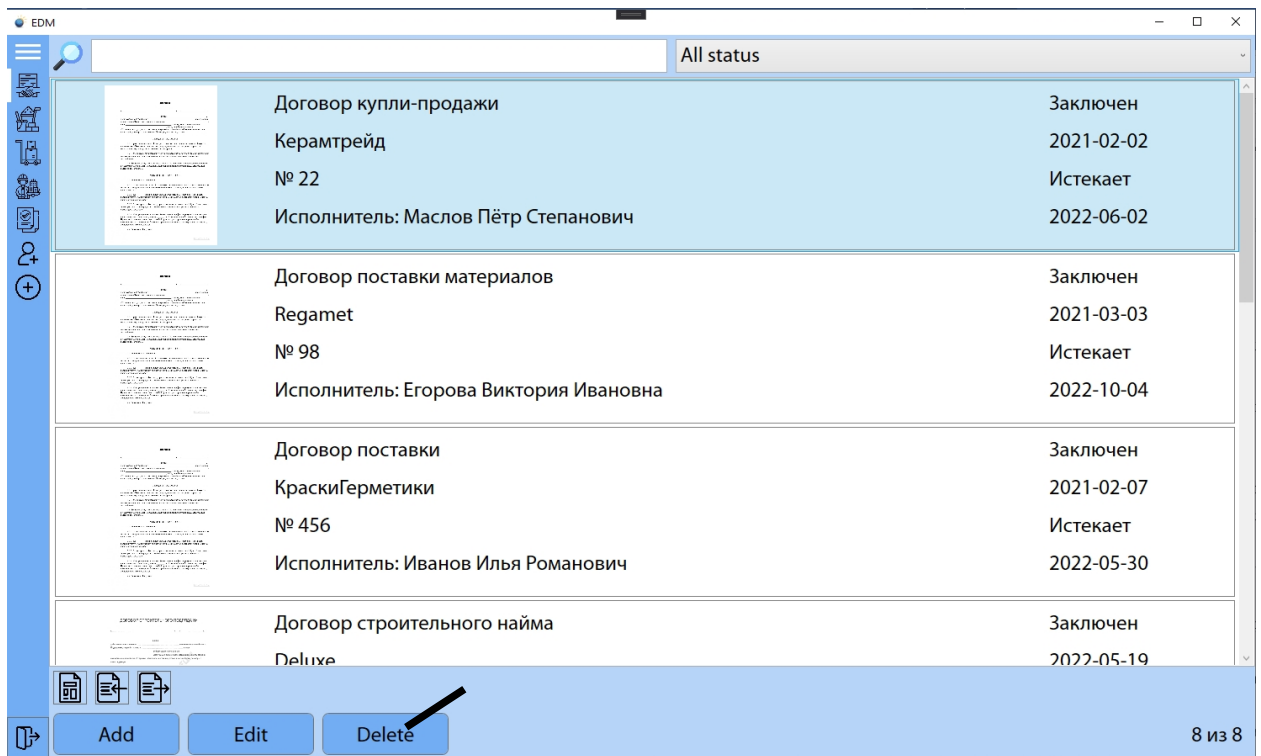 EDM
All status
Договор купли-продажи
Заключен
Керамтрейд
2021-02-02
№ 22
Истекает
Исполнитель: Маслов Пётр Степанович
2022-06-02
Договор поставки материалов
Заключен
Regamet
2021-03-03
№ 98
Истекает
Исполнитель: Егорова Виктория Ивановна
2022-10-04
Договор поставки
Заключен
КраскиГерметики
2021-02-07
№ 456
Истекает
Исполнитель: Иванов Илья Романович
2022-05-30
Договор строительного найма
Заключен
Deluxe
2022-05-19
Add
Edit
Delete
8 из 8